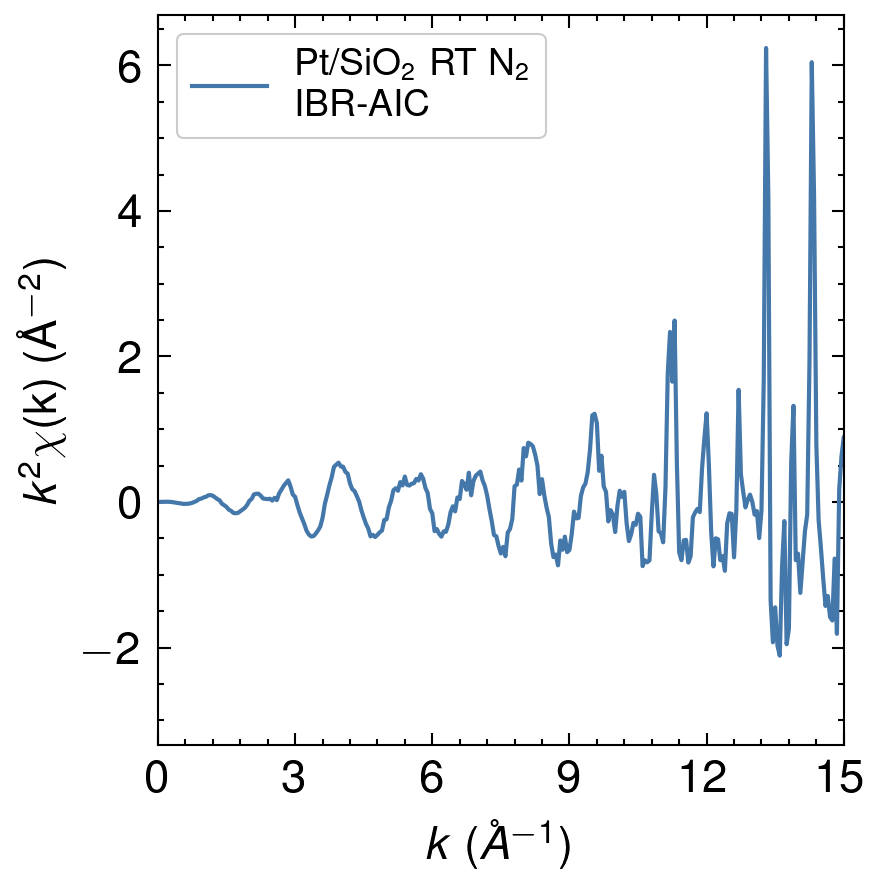 Pt/SiO₂ RT N₂
IBR-AIC
6
4
2
0
−2
k²χ(k) (Å⁻²)
0 3 6 9 12 15
k (Å⁻¹)